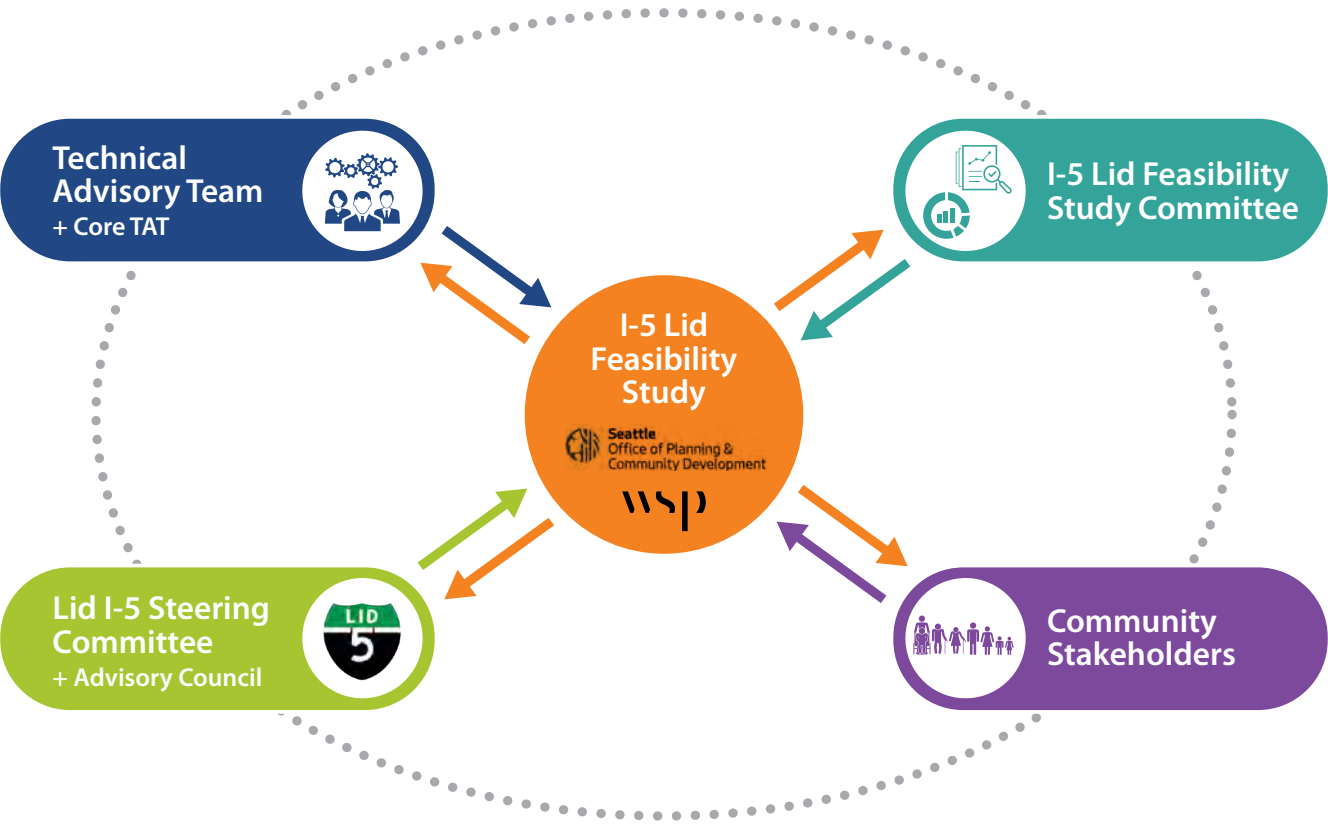 Technical
Advisory Team
+ Core TAT
I-5 Lid Feasibility
Study Committee
I-5 Lid
Feasibility
Study
Seattle
Office of Planning &
Community Development
wsp
Lid I-5 Steering
Committee
+ Advisory Council
LID
5
Community
Stakeholders